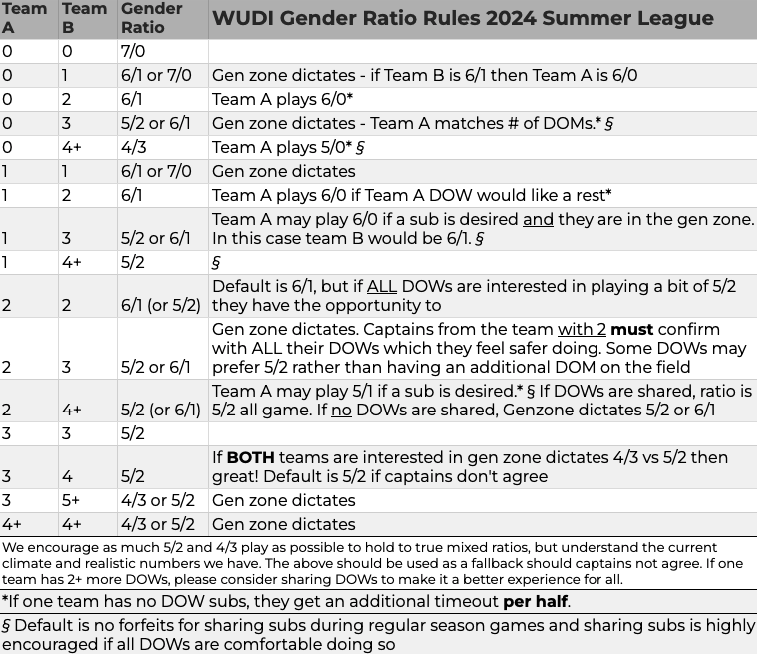 Team A Team B Gender Ratio WUDI Gender Ratio Rules 2024 Summer League
0 0 7/0
0 1 6/1 or 7/0 Gen zone dictates - if Team B is 6/1 then Team A is 6/0
0 2 6/1 Team A plays 6/0*
0 3 5/2 or 6/1 Gen zone dictates - Team A matches # of DOMs.* §
0 4+ 4/3 Team A plays 5/0* §
1 1 6/1 or 7/0 Gen zone dictates
1 2 6/1 Team A plays 6/0 if Team A DOW would like a rest*
1 3 5/2 or 6/1 Team A may play 6/0 if a sub is desired and they are in the gen zone.
In this case team B would be 6/1. §
1 4+ 5/2 §
2 2 6/1 (or 5/2) Default is 6/1, but if ALL DOWs are interested in playing a bit of 5/2
they have the opportunity to
2 3 5/2 or 6/1 Gen zone dictates. Captains from the team with 2 must confirm
with ALL their DOWs which they feel safer doing. Some DOWs may
prefer 5/2 rather than having an additional DOM on the field
2 4+ 5/2 (or 6/1) Team A may play 5/1 if a sub is desired.* § If DOWs are shared, ratio is
5/2 all game. If no DOWs are shared, Genzone dictates 5/2 or 6/1
3 3 5/2
3 4 5/2 If BOTH teams are interested in gen zone dictates 4/3 vs 5/2 then
great! Default is 5/2 if captains don't agree
3 5+ 4/3 or 5/2 Gen zone dictates
4+ 4+ 4/3 or 5/2 Gen zone dictates
We encourage as much 5/2 and 4/3 play as possible to hold to true mixed ratios, but understand the current
climate and realistic numbers we have. The above should be used as a fallback should captains not agree. If one
team has 2+ more DOWs, please consider sharing DOWs to make it a better experience for all.
*If one team has no DOW subs, they get an additional timeout per half.
§ Default is no forfeits for sharing subs during regular season games and sharing subs is highly
encouraged if all DOWs are comfortable doing so